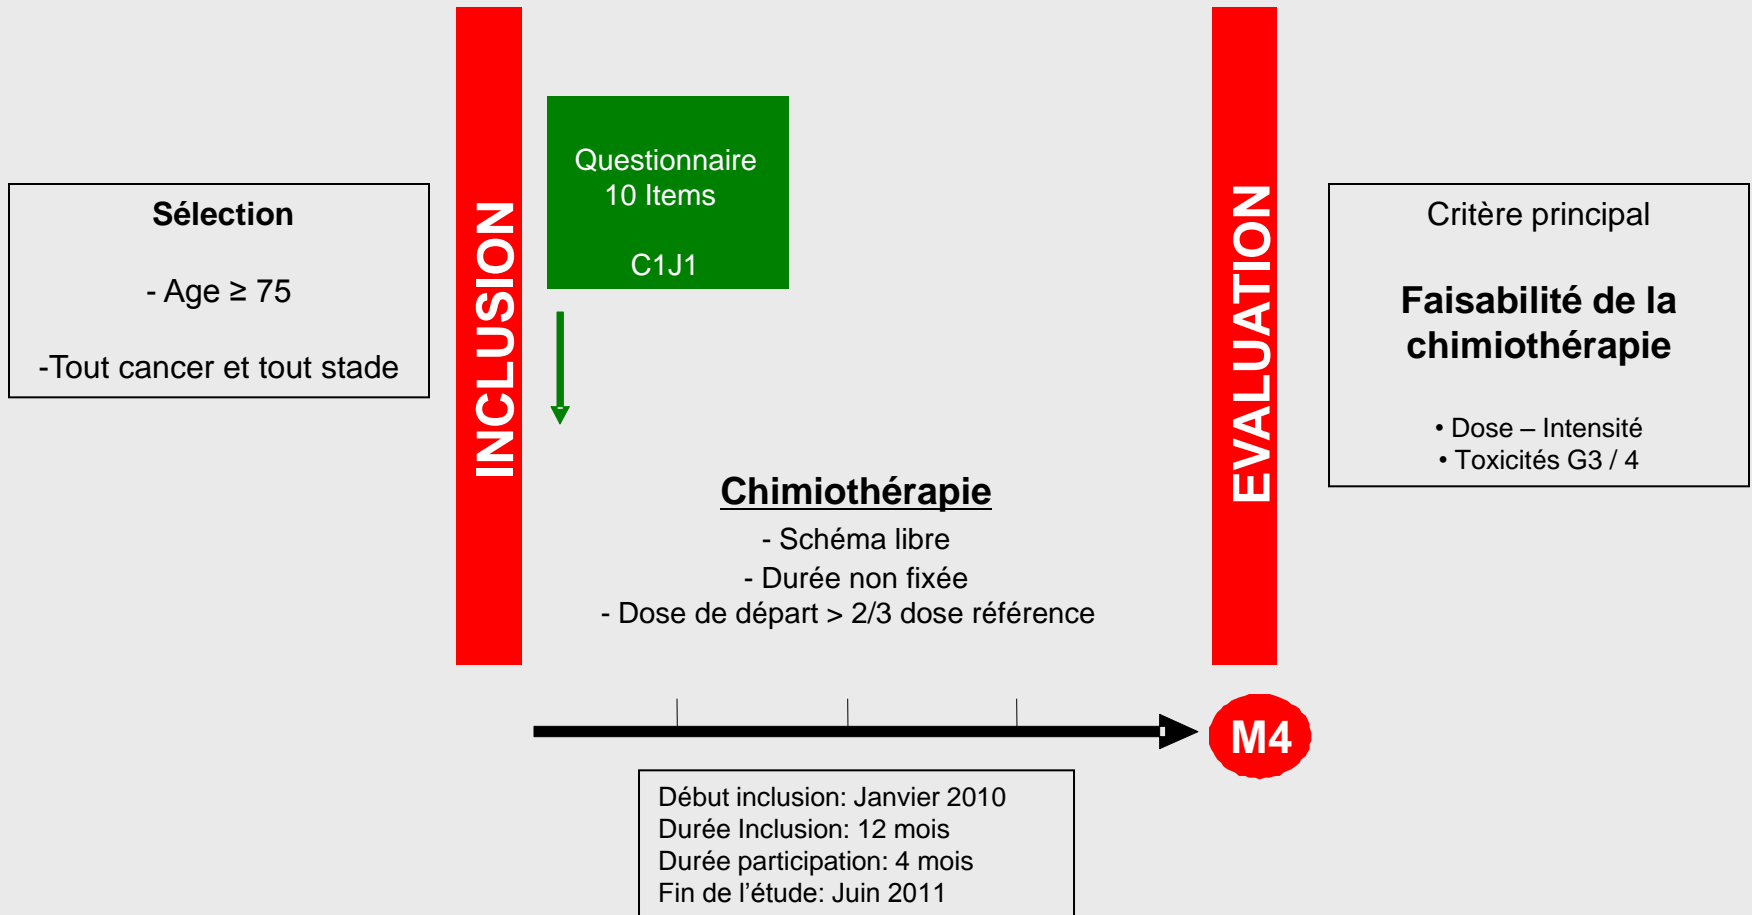 Sélection
- Age ≥ 75
-Tout cancer et tout stade
INCLUSION
Questionnaire
10 Items
C1J1
Chimiothérapie
- Schéma libre
- Durée non fixée
- Dose de départ > 2/3 dose référence
EVALUATION
Critère principal
Faisabilité de la
chimiothérapie
• Dose – Intensité
• Toxicités G3 / 4
M4
Début inclusion: Janvier 2010
Durée Inclusion: 12 mois
Durée participation: 4 mois
Fin de l’étude: Juin 2011